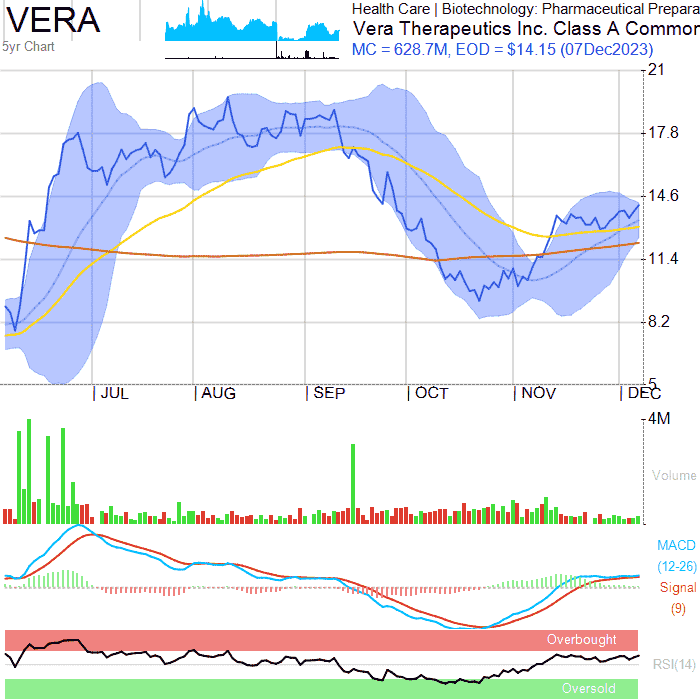 VERA
5yr Chart
Health Care | Biotechnology: Pharmaceutical Prepara
Vera Therapeutics Inc. Class A Common
MC = 628.7M, EOD = $14.15 (07Dec2023)
21
17.8
14.6
11.4
8.2
5
JUL AUG SEP OCT NOV DEC
4M
Volume
MACD
(12-26)
Signal
(9)
Overbought
RSI(14)
Oversold